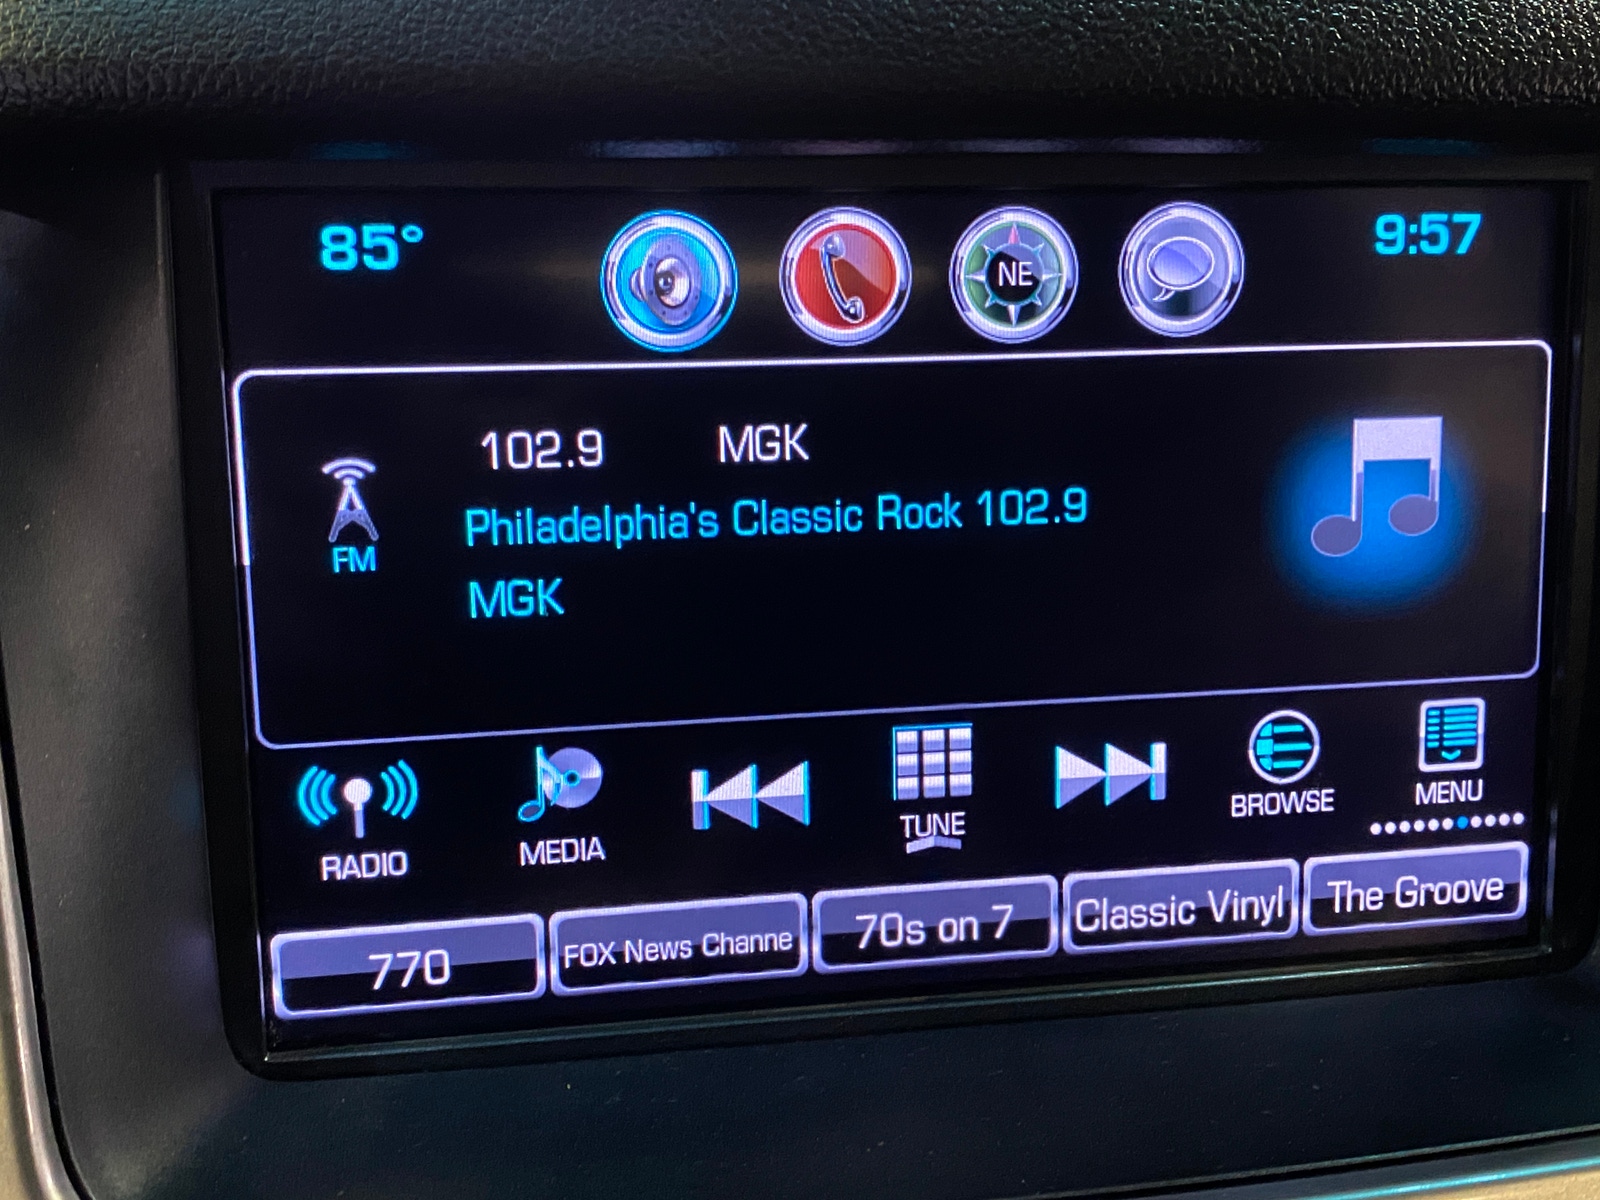 85°
NE
9:57
102.9 MGK
Philadelphia's Classic Rock 102.9
MGK
FM
RADIO
MEDIA
TUNE
BROWSE
MENU
770
FOX News Channe
70s on 7
Classic Vinyl
The Groove